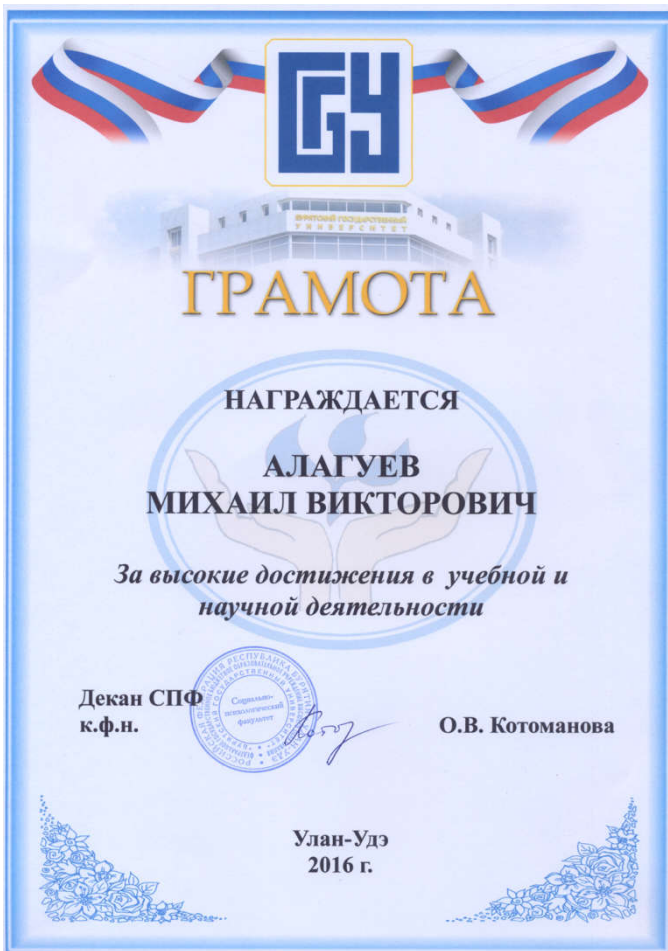 БГУ
БУРЯТСКИЙ ГОСУДАРСТВЕННЫЙ
УНИВЕРСИТЕТ
ГРАМОТА
НАГРАЖДАЕТСЯ
АЛАГУЕВ
МИХАИЛ ВИКТОРОВИЧ
За высокие достижения в учебной и
научной деятельности
Декан СПФ
к.ф.н.
Социально-
психологический
факультет
О.В. Котоманова
Улан-Удэ
2016 г.